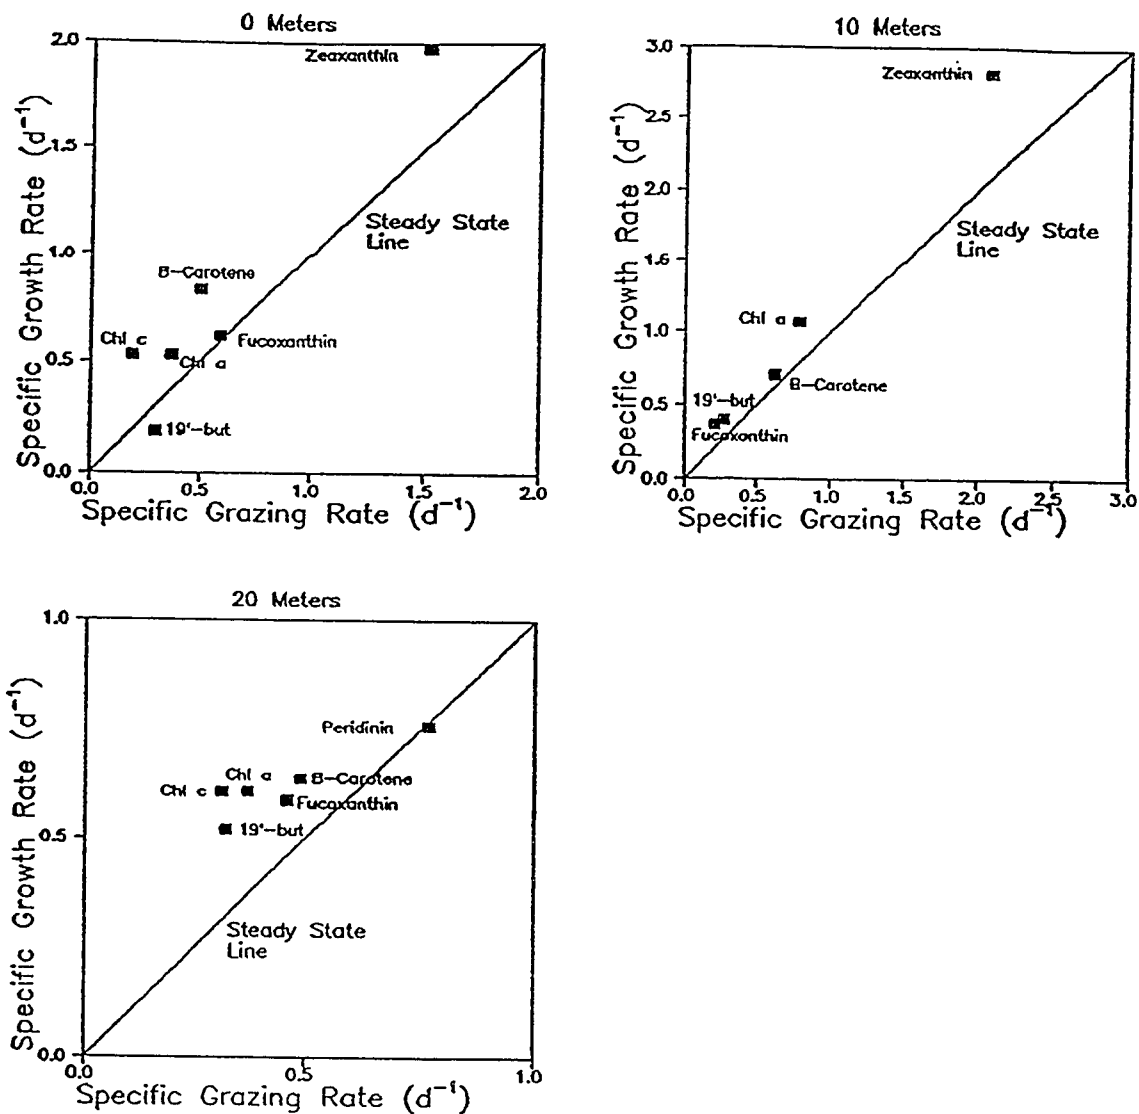 0 Meters
2.0
1.5
1.0
0.5
0.0
Specific Growth Rate (d⁻¹)
Zeaxanthin
Steady State
Line
B-Carotene
Chl c
Fucoxanthin
Chl a
19'-but
0.0 0.5 1.0 1.5 2.0
Specific Grazing Rate (d⁻¹)
10 Meters
3.0
2.5
2.0
1.6
1.0
0.5
0.0
Specific Growth Rate (d⁻¹)
Zeaxanthin
Steady State
Line
Chl a
B-Carotene
19'-but
Fucoxanthin
0.0 0.5 1.0 1.5 2.0 2.5 3.0
Specific Grazing Rate (d⁻¹)
20 Meters
1.0
0.5
0.0
Specific Growth Rate (d⁻¹)
Peridinin
Chl a
B-Carotene
Chl c
Fucoxanthin
19'-but
Steady State
Line
0.0 0.5 1.0
Specific Grazing Rate (d⁻¹)